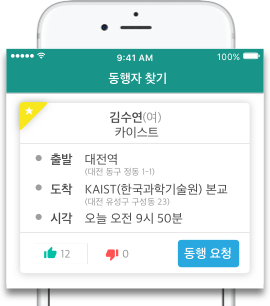 9:41 AM 100%
동행자 찾기
김수연(여)
카이스트
출발 대전역
(대전 동구 정동 1-1)
도착 KAIST(한국과학기술원) 본교
(대전 유성구 구성동 23)
시각 오늘 오전 9시 50분
12 0 동행 요청